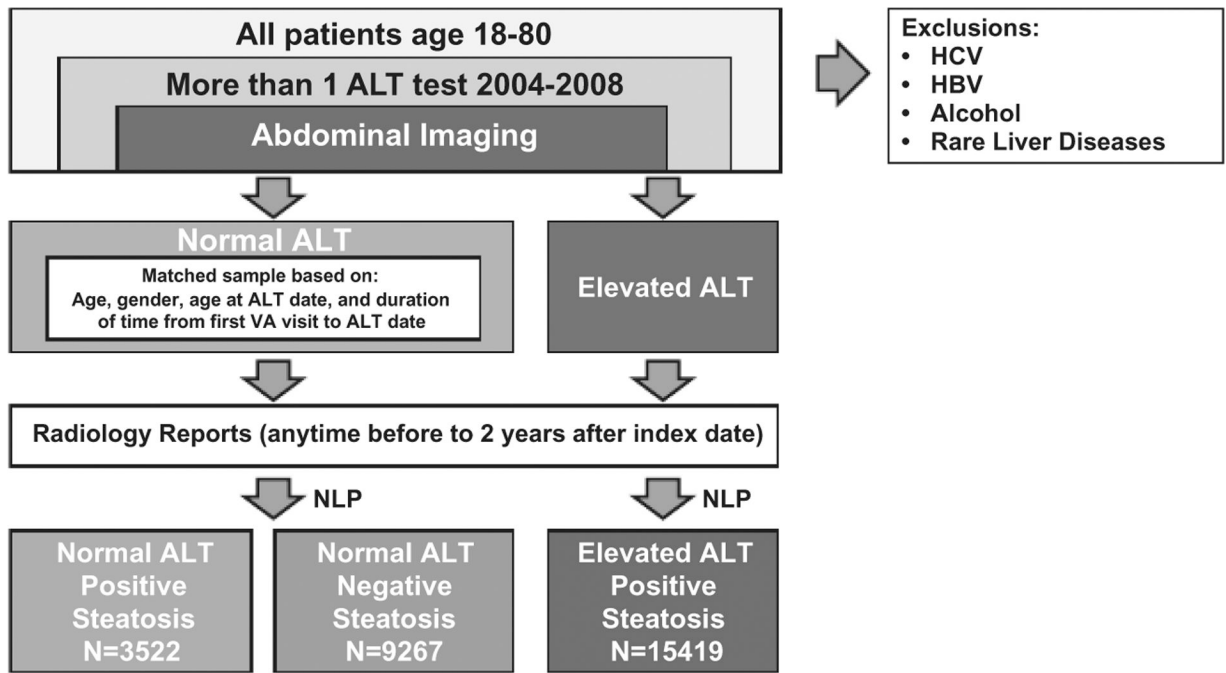 All patients age 18-80
More than 1 ALT test 2004-2008
Abdominal Imaging
Exclusions:
• HCV
• HBV
• Alcohol
• Rare Liver Diseases
Normal ALT
Matched sample based on:
Age, gender, age at ALT date, and duration
of time from first VA visit to ALT date
Elevated ALT
Radiology Reports (anytime before to 2 years after index date)
NLP
NLP
Normal ALT
Positive
Steatosis
N=3522
Normal ALT
Negative
Steatosis
N=9267
Elevated ALT
Positive
Steatosis
N=15419